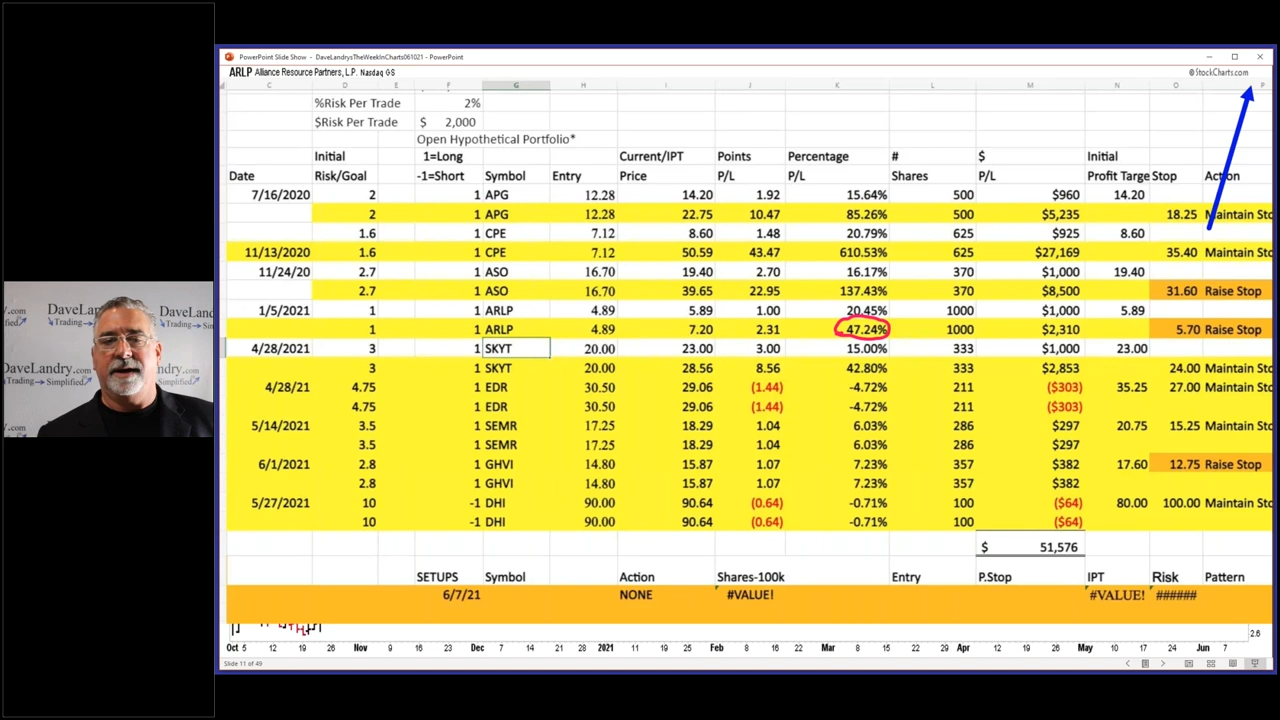 PowerPoint Slide Show - DaveLandrysTheWeekInCharts061021 - PowerPoint
ARLP Alliance Resource Partners, L.P. Nasdaq GS
© StockCharts.com
C D E F G H I J K L M N O P
%Risk Per Trade 2%
$Risk Per Trade $ 2,000
Open Hypothetical Portfolio*
Initial 1=Long Current/IPT Points Percentage # $ Initial
Date Risk/Goal -1=Short Symbol Entry Price P/L P/L Shares P/L Profit Targe Stop Action
7/16/2020 2 1 APG 12.28 14.20 1.92 15.64% 500 $960 14.20
2 1 APG 12.28 22.75 10.47 85.26% 500 $5,235 18.25 Maintain Sto
1.6 1 CPE 7.12 8.60 1.48 20.79% 625 $925 8.60
11/13/2020 1.6 1 CPE 7.12 50.59 43.47 610.53% 625 $27,169 35.40 Maintain Sto
11/24/20 2.7 1 ASO 16.70 19.40 2.70 16.17% 370 $1,000 19.40
2.7 1 ASO 16.70 39.65 22.95 137.43% 370 $8,500 31.60 Raise Stop
1/5/2021 1 1 ARLP 4.89 5.89 1.00 20.45% 1000 $1,000 5.89
1 1 ARLP 4.89 7.20 2.31 47.24% 1000 $2,310 5.70 Raise Stop
4/28/2021 3 1 SKYT 20.00 23.00 3.00 15.00% 333 $1,000 23.00
3 1 SKYT 20.00 28.56 8.56 42.80% 333 $2,853 24.00 Maintain Sto
4/28/21 4.75 1 EDR 30.50 29.06 (1.44) -4.72% 211 ($303) 35.25 27.00 Maintain Sto
4.75 1 EDR 30.50 29.06 (1.44) -4.72% 211 ($303)
5/14/2021 3.5 1 SEMR 17.25 18.29 1.04 6.03% 286 $297 20.75 15.25 Maintain Sto
3.5 1 SEMR 17.25 18.29 1.04 6.03% 286 $297
6/1/2021 2.8 1 GHVI 14.80 15.87 1.07 7.23% 357 $382 17.60 12.75 Raise Stop
2.8 1 GHVI 14.80 15.87 1.07 7.23% 357 $382
5/27/2021 10 -1 DHI 90.00 90.64 (0.64) -0.71% 100 ($64) 80.00 100.00 Maintain Sto
10 -1 DHI 90.00 90.64 (0.64) -0.71% 100 ($64)
$ 51,576
SETUPS Symbol Action Shares-100k Entry P.Stop IPT Risk Pattern
6/7/21 NONE #VALUE! #VALUE! ######
2.6
Oct 5 12 19 26 Nov 9 16 23 Dec 7 14 21 28 2021 11 19 25 Feb 8 16 22 Mar 8 15 22 29 Apr 12 19 26 May 10 17 24 Jun 7
Slide 11 of 49
DaveLandry.com
Trading Simplified